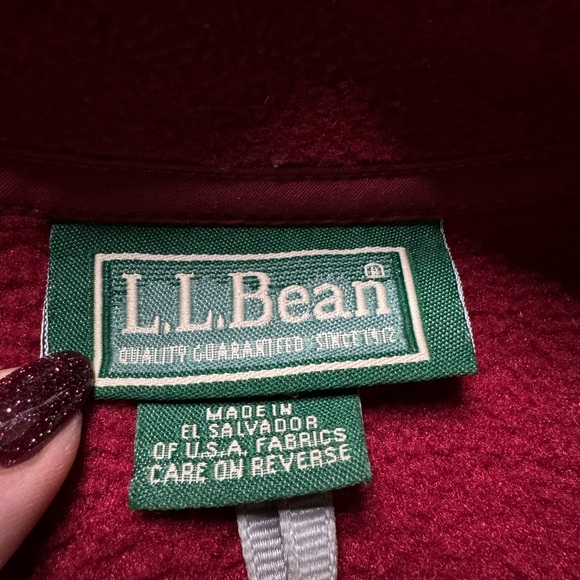 L.L.Bean®
QUALITY GUARANTEED SINCE 1912
MADE IN
EL SALVADOR
OF U.S.A. FABRICS
CARE ON REVERSE